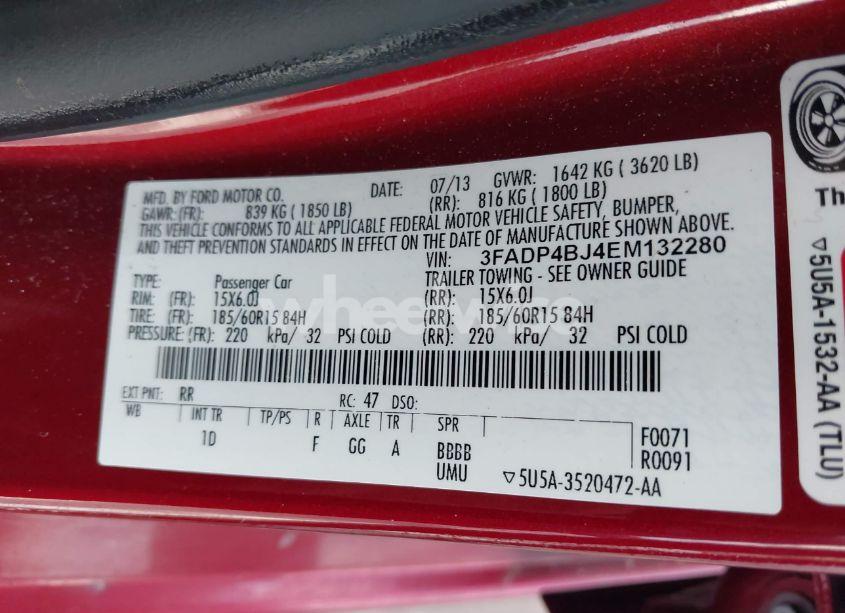 MFD. BY FORD MOTOR CO. DATE: 07/13 GVWR: 1642 KG ( 3620 LB)
GAWR: (FR): 839 KG ( 1850 LB) (RR): 816 KG ( 1800 LB)
THIS VEHICLE CONFORMS TO ALL APPLICABLE FEDERAL MOTOR VEHICLE SAFETY, BUMPER,
AND THEFT PREVENTION STANDARDS IN EFFECT ON THE DATE OF MANUFACTURE SHOWN ABOVE.
VIN: 3FADP4BJ4EM132280
TYPE: Passenger Car TRAILER TOWING - SEE OWNER GUIDE
RIM: (FR): 15X6.0J (RR): 15X6.0J
TIRE: (FR): 185/60R15 84H (RR): 185/60R15 84H
PRESSURE: (FR): 220 kPa/ 32 PSI COLD (RR): 220 kPa/ 32 PSI COLD
EXT PNT: RR RC: 47 DSO:
WB INT TR TP/PS R AXLE TR SPR
1D F GG A BBBB F0071
UMU R0091
▽5U5A-3520472-AA
Th
▽5U5A-1532-AA (TLU)